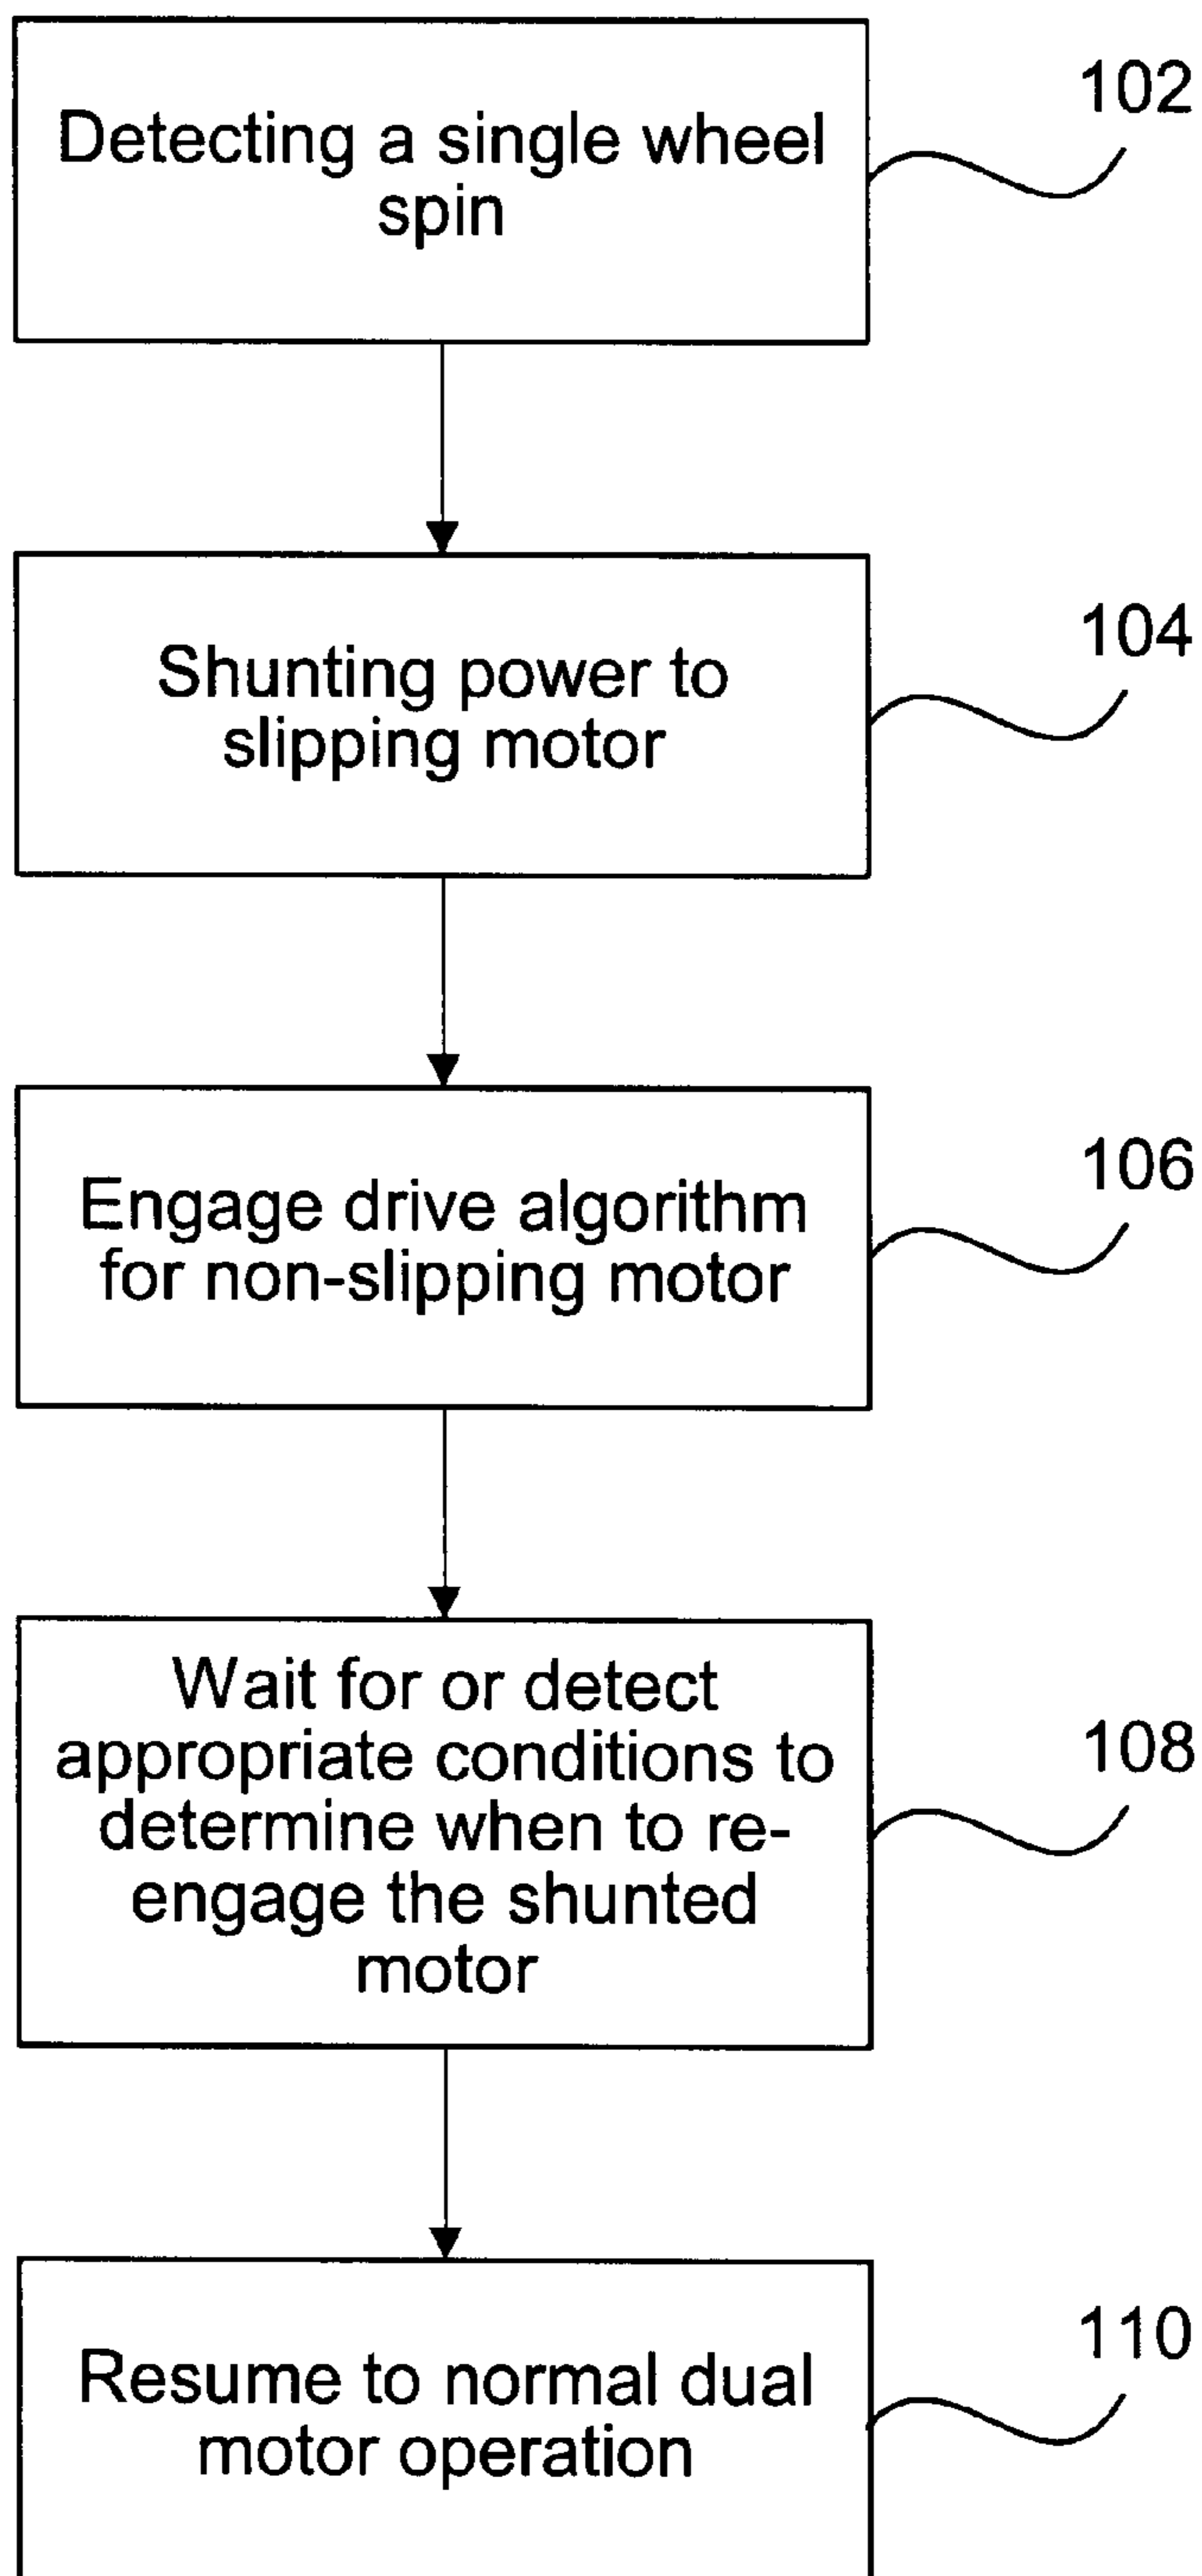 102
Detecting a single wheel
spin
104
Shunting power to
slipping motor
106
Engage drive algorithm
for non-slipping motor
Wait for or detect
appropriate conditions to
108
determine when to re-
engage the shunted
motor
110
Resume to normal dual
motor operation